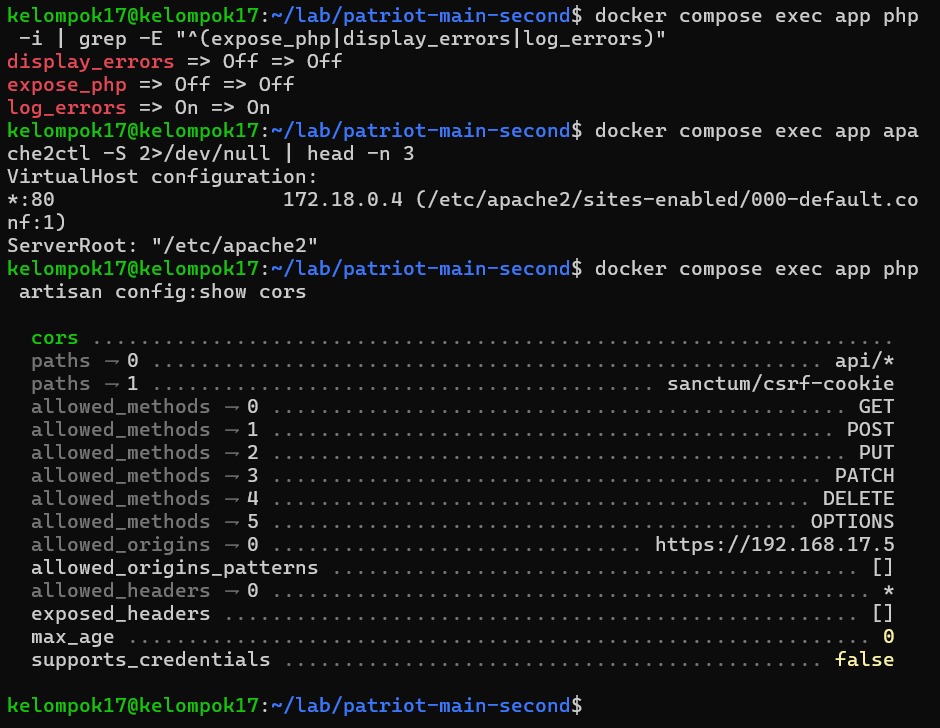 kelompok17@kelompok17:~/lab/patriot-main-second$ docker compose exec app php
 -i | grep -E "^(expose_php|display_errors|log_errors)"
display_errors => Off => Off
expose_php => Off => Off
log_errors => On => On
kelompok17@kelompok17:~/lab/patriot-main-second$ docker compose exec app apa
che2ctl -S 2>/dev/null | head -n 3
VirtualHost configuration:
*:80                   172.18.0.4 (/etc/apache2/sites-enabled/000-default.co
nf:1)
ServerRoot: "/etc/apache2"
kelompok17@kelompok17:~/lab/patriot-main-second$ docker compose exec app php
 artisan config:show cors
cors ...................................................................
paths → 0 .......................................................... api/*
paths → 1 .......................................... sanctum/csrf-cookie
allowed_methods → 0 ................................................ GET
allowed_methods → 1 ............................................... POST
allowed_methods → 2 ................................................ PUT
allowed_methods → 3 .............................................. PATCH
allowed_methods → 4 ............................................. DELETE
allowed_methods → 5 ............................................ OPTIONS
allowed_origins → 0 ............................... https://192.168.17.5
allowed_origins_patterns ............................................ []
allowed_headers → 0 .................................................. *
exposed_headers ..................................................... []
max_age .............................................................. 0
supports_credentials ............................................. false
kelompok17@kelompok17:~/lab/patriot-main-second$